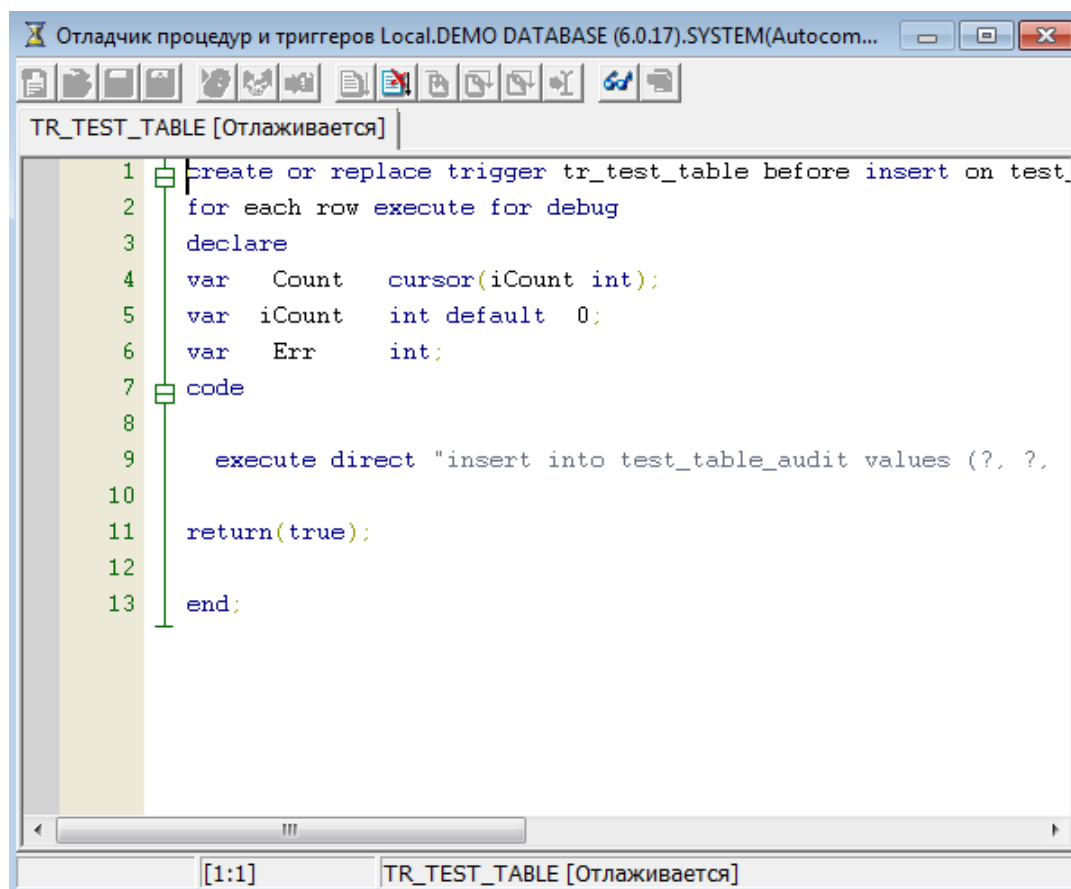 Отладчик процедур и триггеров Local.DEMO DATABASE (6.0.17).SYSTEM(Autocom...
TR_TEST_TABLE [Отлаживается]
1 create or replace trigger tr_test_table before insert on test_
2 for each row execute for debug
3 declare
4 var Count cursor(iCount int);
5 var iCount int default 0;
6 var Err int;
7 code
8
9 execute direct "insert into test_table_audit values (?, ?,
10
11 return(true);
12
13 end;
[1:1] TR_TEST_TABLE [Отлаживается]